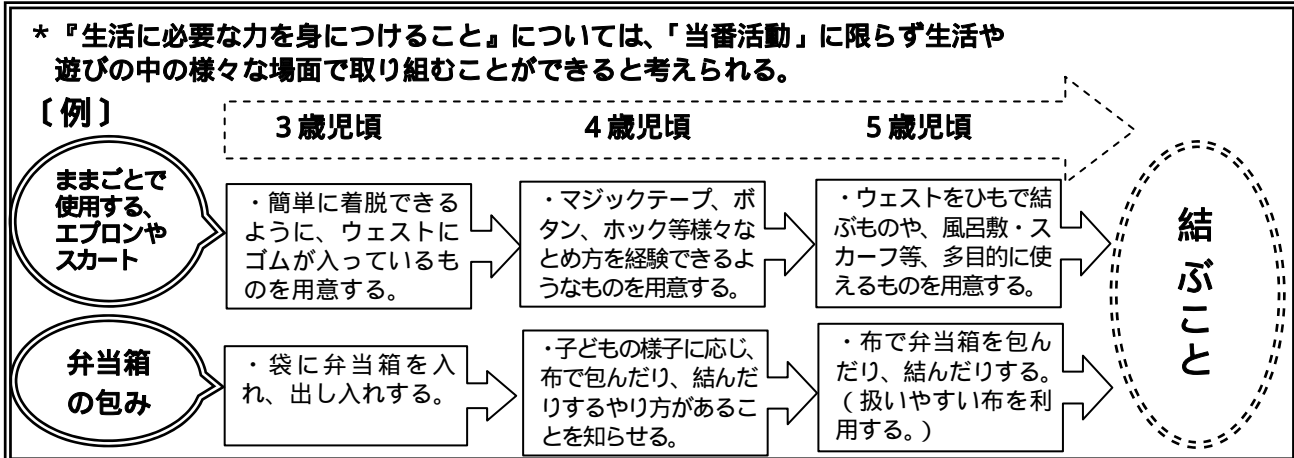 *『生活に必要な力を身につけること』については、「当番活動」に限らず生活や
遊びの中の様々な場面で取り組むことができると考えられる。
〔例〕
3歳児頃
4歳児頃
5歳児頃
ままごとで
使用する、
エプロンや
スカート
・簡単に着脱できる
ように、ウェストに
ゴムが入っているも
のを用意する。
・マジックテープ、ボ
タン、ホック等様々な
とめ方を経験できるよ
うなものを用意する。
・ウェストをひもで結
ぶものや、風呂敷・ス
カーフ等、多目的に使
えるものを用意する。
弁当箱
の包み
・袋に弁当箱を入
れ、出し入れする。
・子どもの様子に応じ、
布で包んだり、結んだ
りするやり方があるこ
とを知らせる。
・布で弁当箱を包ん
だり、結んだりする。
(扱いやすい布を利
用する。)
結ぶこと